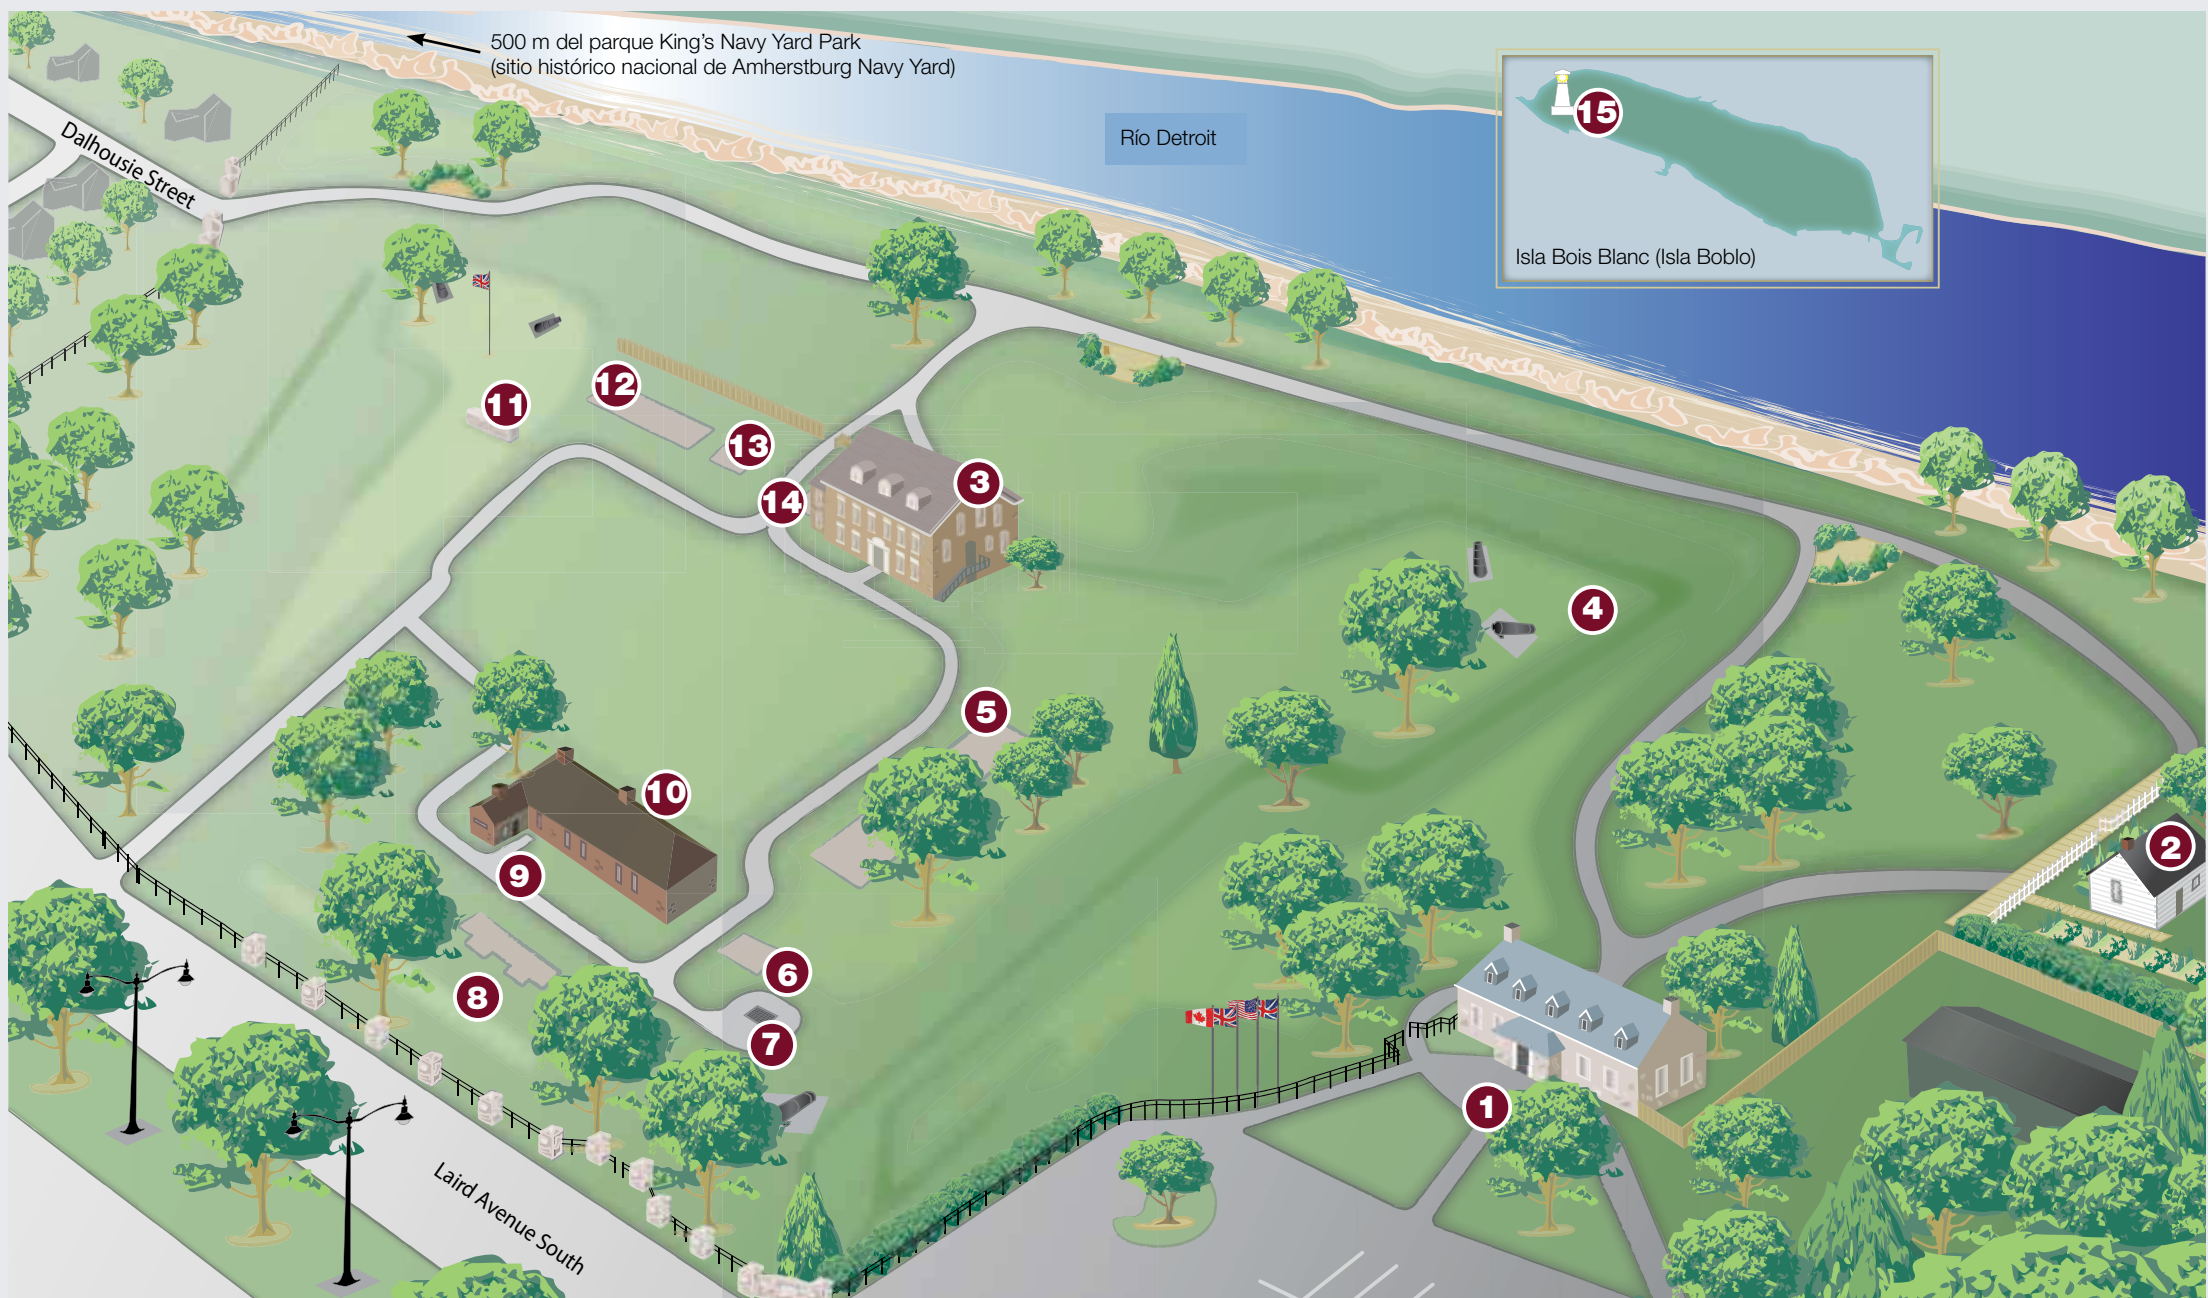 500 m del parque King's Navy Yard Park
(sitio histórico nacional de Amherstburg Navy Yard)
Río Detroit
15
Isla Bois Blanc (Isla Boblo)
Dalhousie Street
12
11
13
3
14
4
5
10
2
9
6
8
7
1
Laird Avenue South